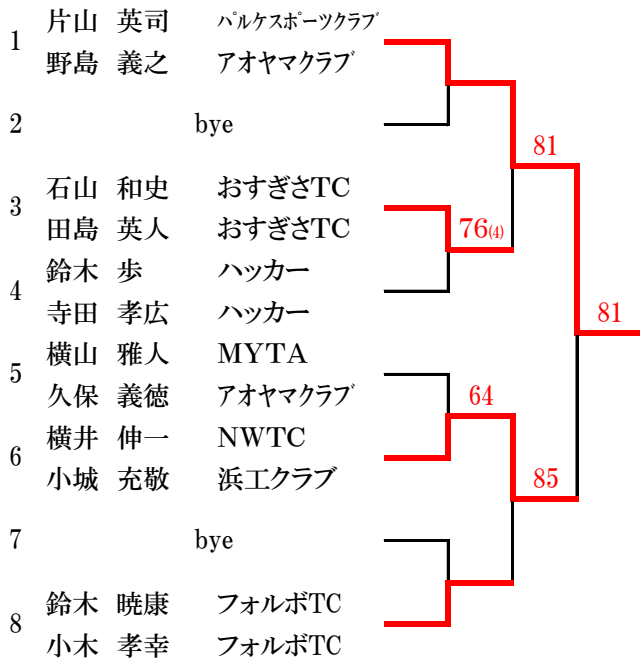 片山 英司 パルケスポーツクラブ
1
野島 義之 アオヤマクラブ
2 bye
81
石山 和史 おすぎさTC
3
田島 英人 おすぎさTC
76(4)
鈴木 歩 ハッカー
4
寺田 孝広 ハッカー
81
横山 雅人 MYTA
5
久保 義徳 アオヤマクラブ
64
横井 伸一 NWTC
6
小城 充敬 浜工クラブ
85
7 bye
鈴木 暁康 フォルボTC
8
小木 孝幸 フォルボTC